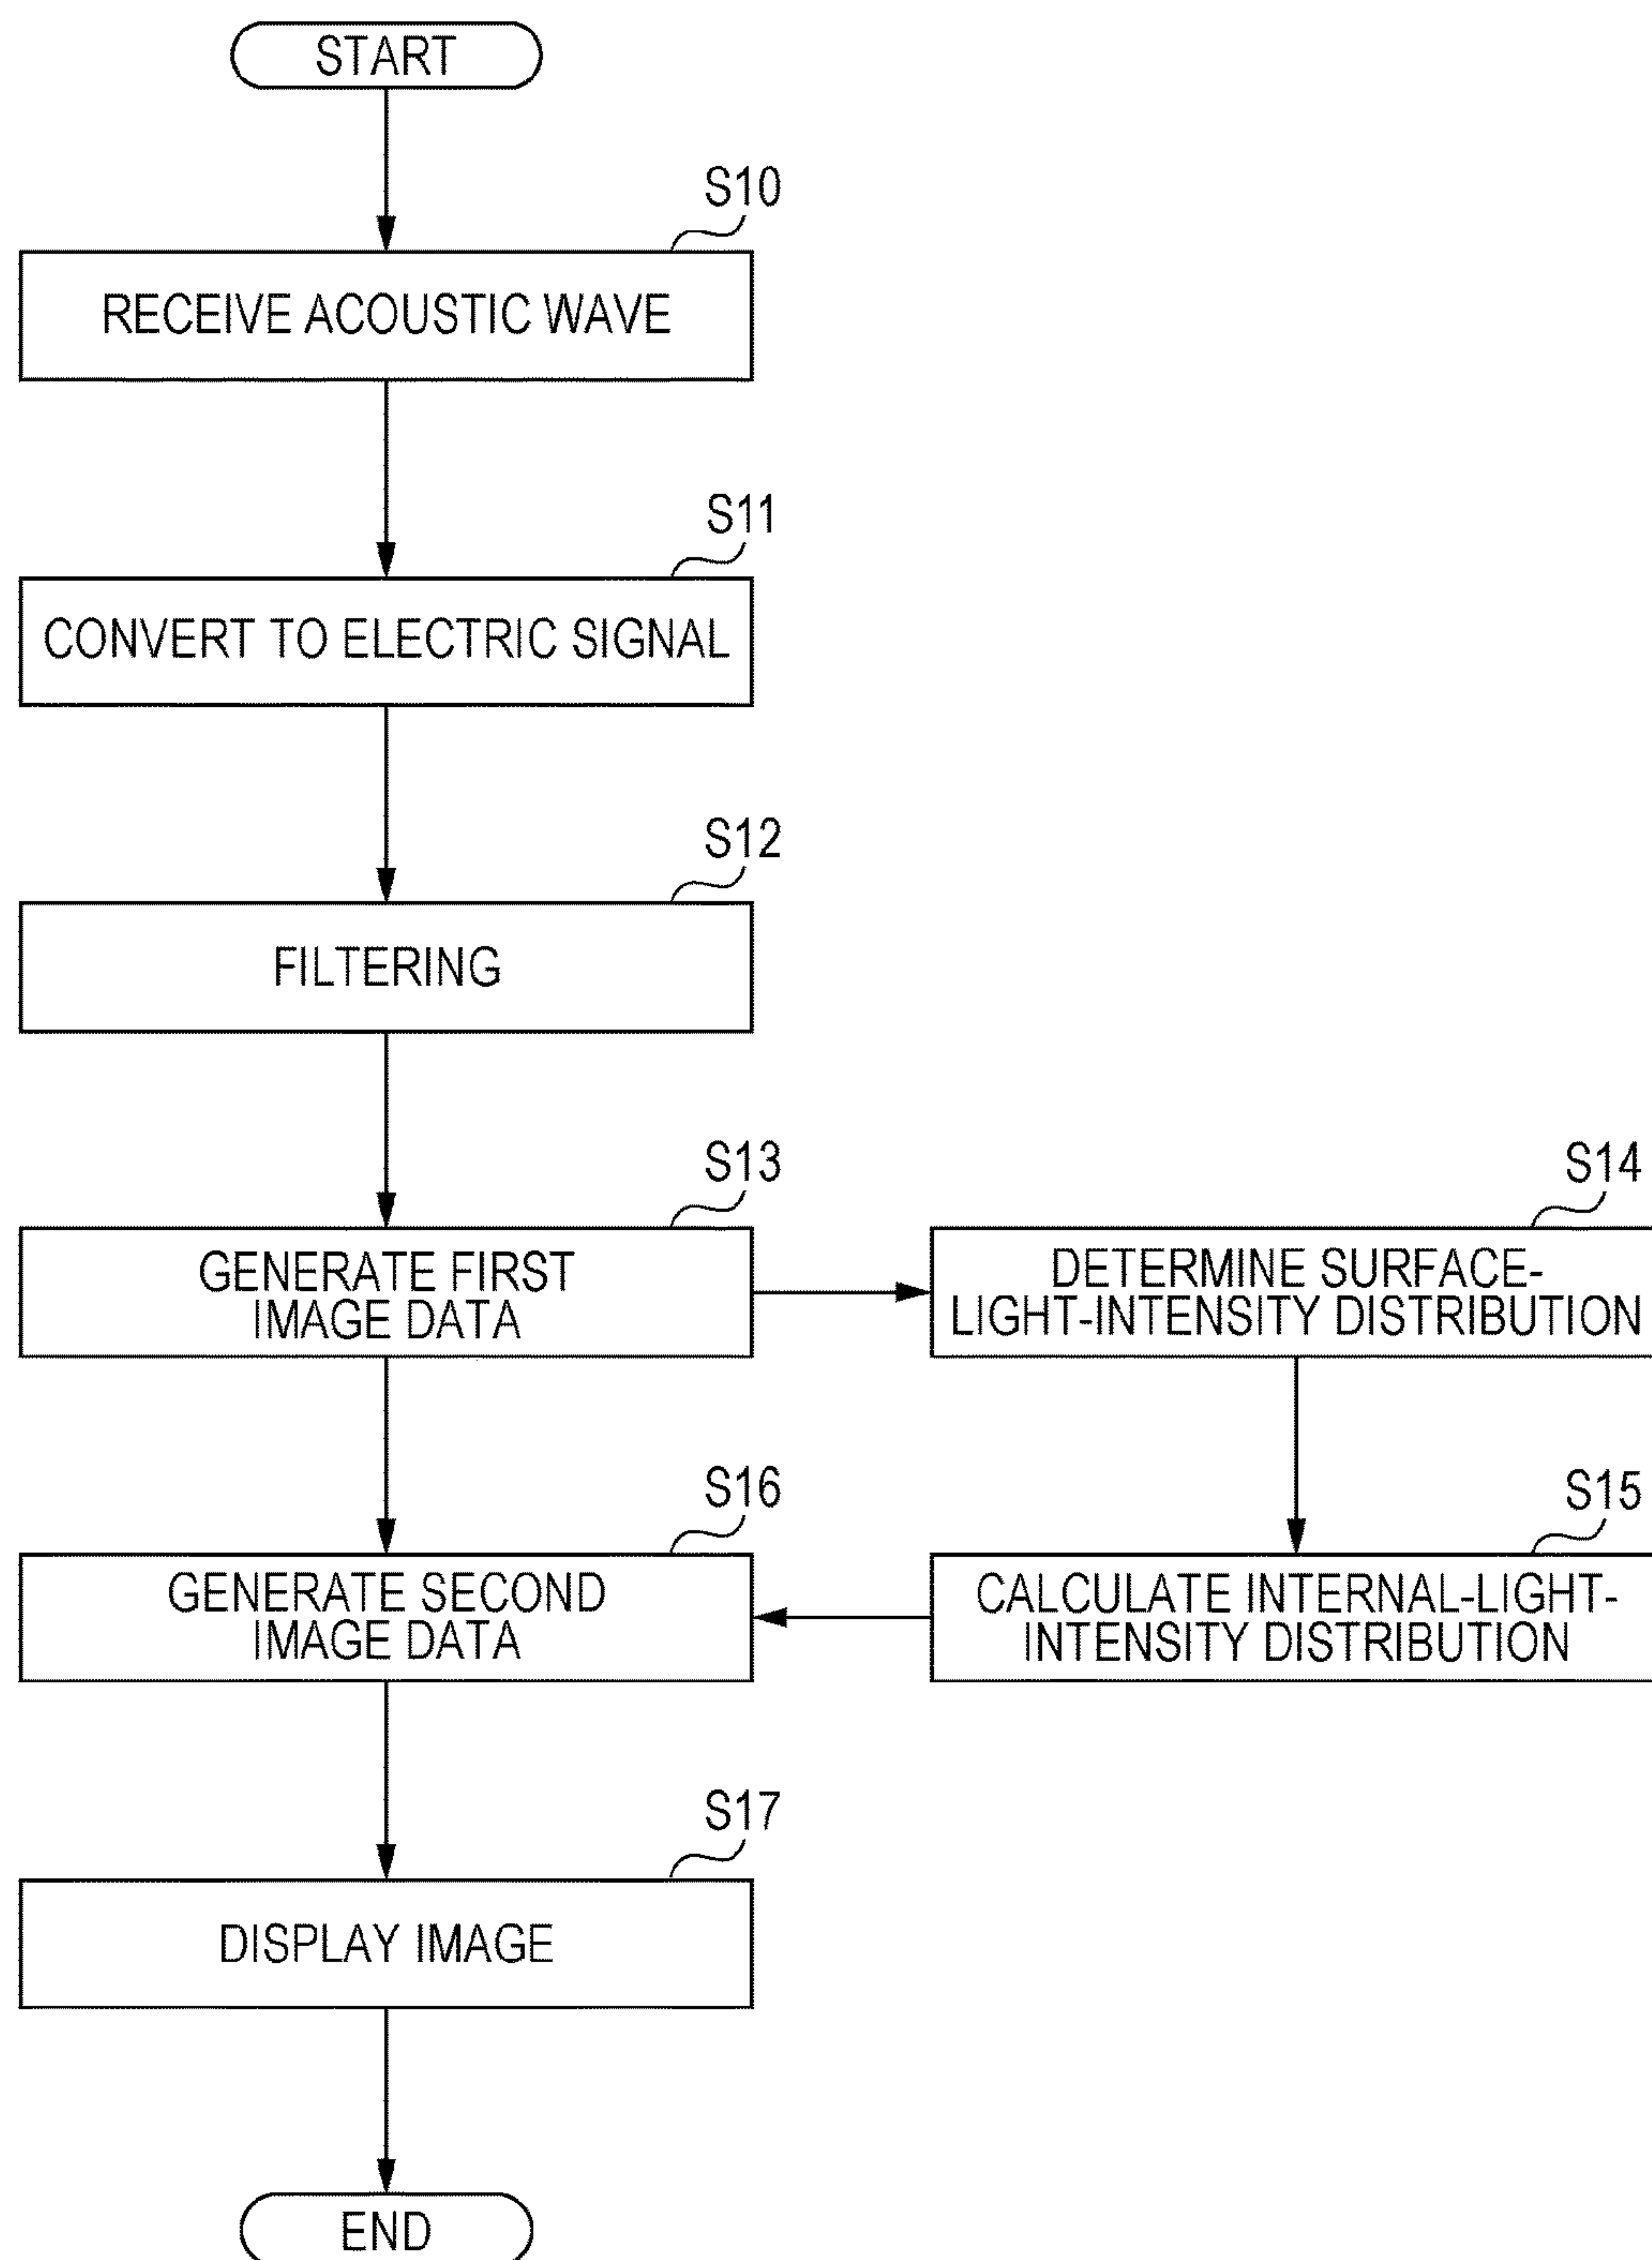 START
S10
RECEIVE ACOUSTIC WAVE
S11
CONVERT TO ELECTRIC SIGNAL
S12
FILTERING
S13
GENERATE FIRST
IMAGE DATA
S14
DETERMINE SURFACE-
LIGHT-INTENSITY DISTRIBUTION
S15
CALCULATE INTERNAL-LIGHT-
INTENSITY DISTRIBUTION
S16
GENERATE SECOND
IMAGE DATA
S17
DISPLAY IMAGE
END